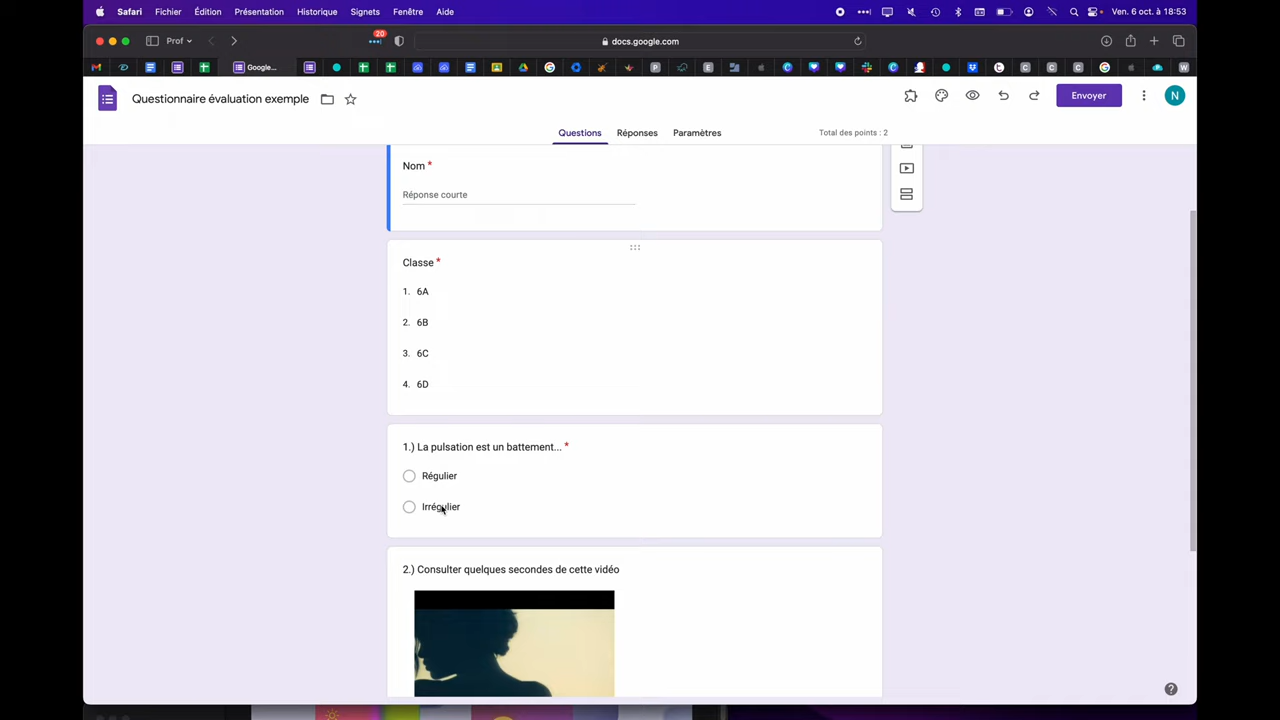 Safari Fichier Édition Présentation Historique Signets Fenêtre Aide Ven. 6 oct. à 18:53
Prof 20 docs.google.com
Google...
Questionnaire évaluation exemple Envoyer N
Questions Réponses Paramètres Total des points : 2
Nom *
Réponse courte
Classe *
1. 6A
2. 6B
3. 6C
4. 6D
1.) La pulsation est un battement... *
Régulier
Irrégulier
2.) Consulter quelques secondes de cette vidéo